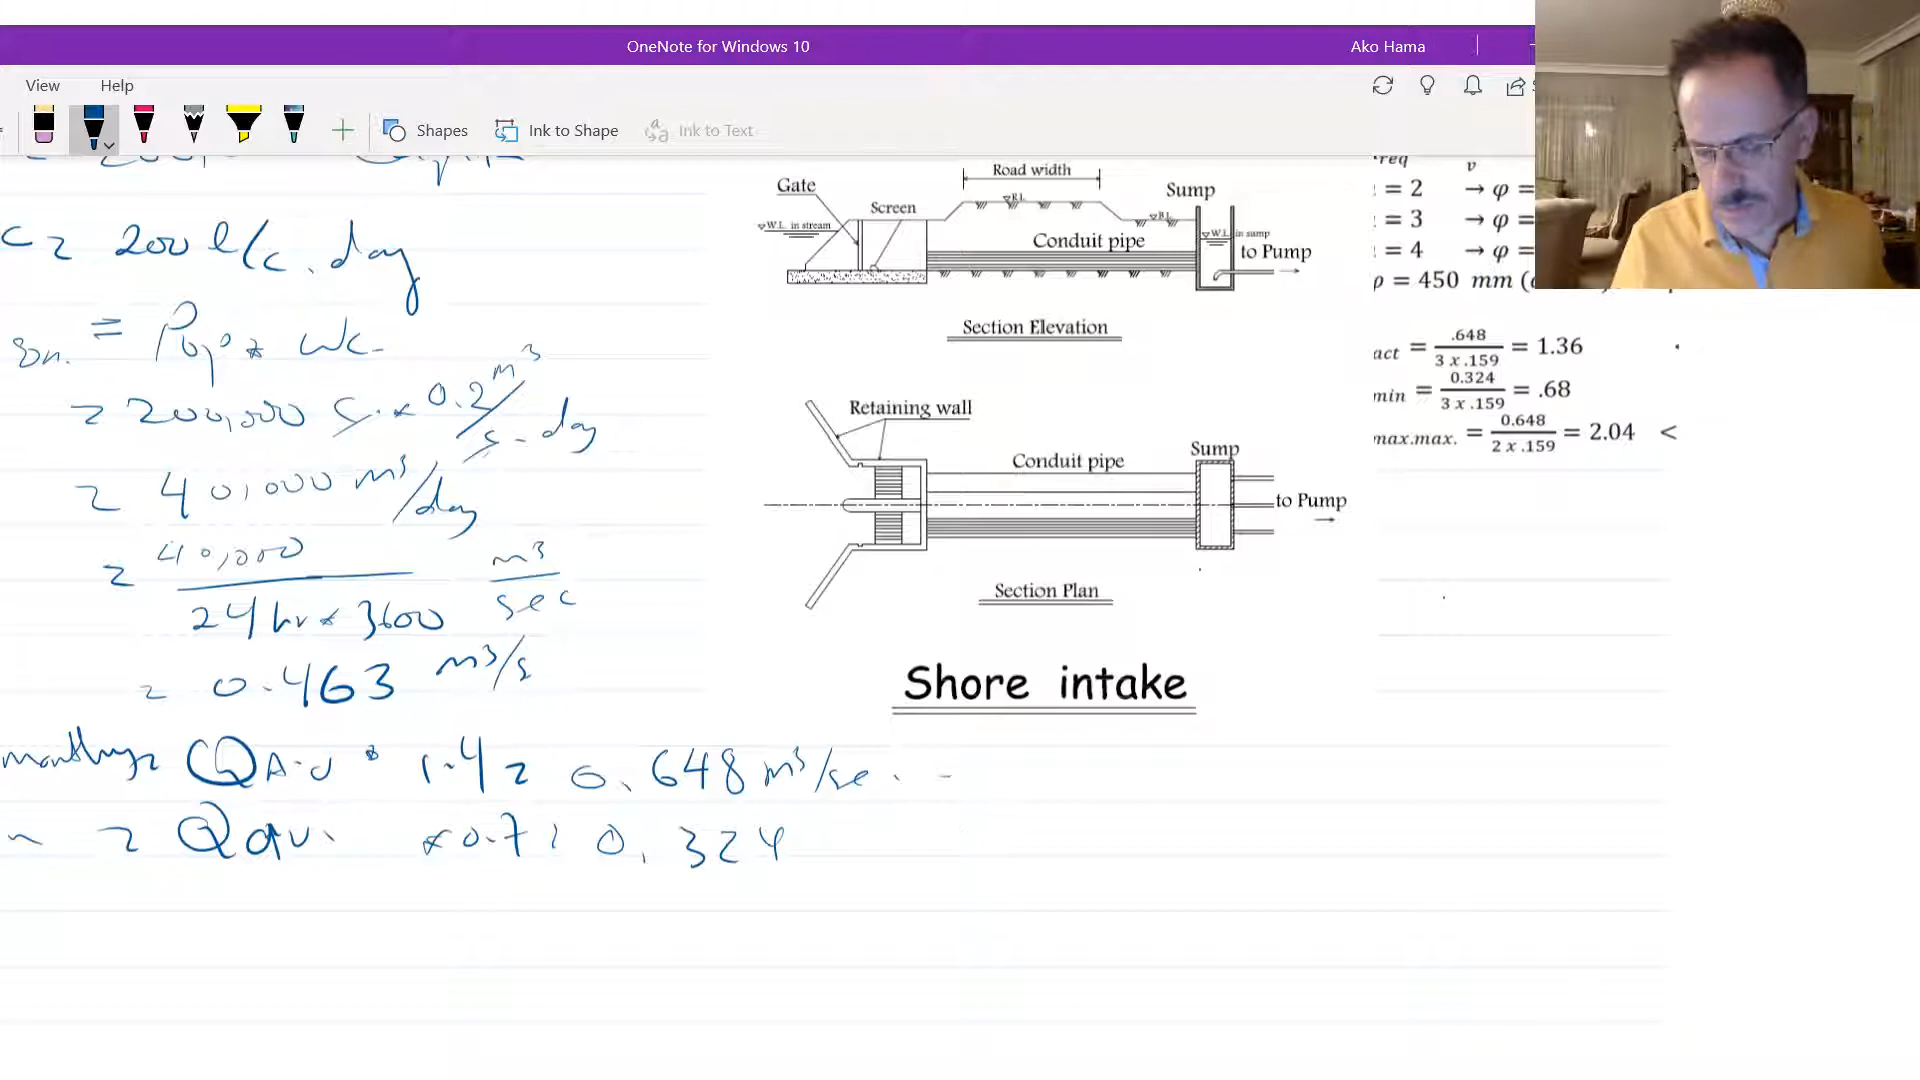 OneNote for Windows 10
Ako Hama
View Help
Shapes Ink to Shape Ink to Text
C = 200 l/c. day
= Pop * wc
= 200,000 c. * 0.2 m³/c. day
= 40,000 m³/day
= 40,000 / 24 hr * 3600 m³/sec
= 0.463 m³/s
monthly = Q A.v * 1.4 = 0.648 m³/se
= Q av. * 0.7 = 0.324
Road width
Gate
Sump
Screen
R.L.
B.L.
W.L. in stream
W.L. in sump
Conduit pipe
to Pump
Section Elevation
Retaining wall
Sump
Conduit pipe
to Pump
Section Plan
Shore intake
req v
= 2 → φ =
= 3 → φ =
= 4 → φ =
φ = 450 mm (
act = .648 / 3 x .159 = 1.36
min = 0.324 / 3 x .159 = .68
max.max. = 0.648 / 2 x .159 = 2.04 <